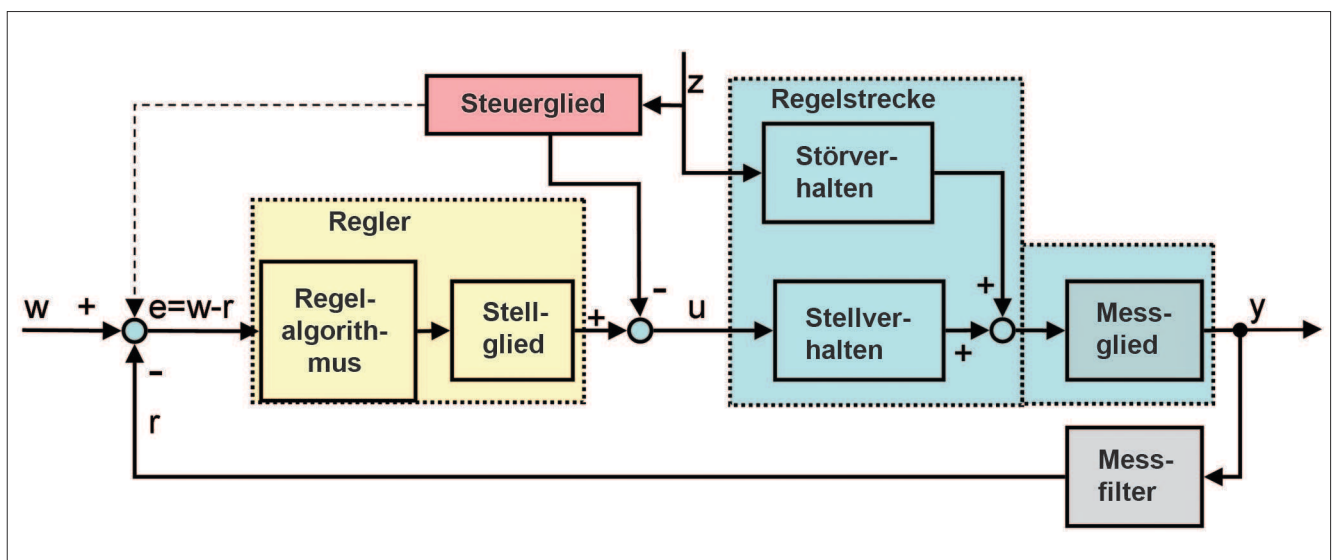 z
Steuerglied
Regelstrecke
Störver-
halten
Regler
w
+
e=w-r
-
r
Regel-
algorith-
mus
Stell-
glied
+
-
u
Stellver-
halten
+
+
Mess-
glied
y
Mess-
filter